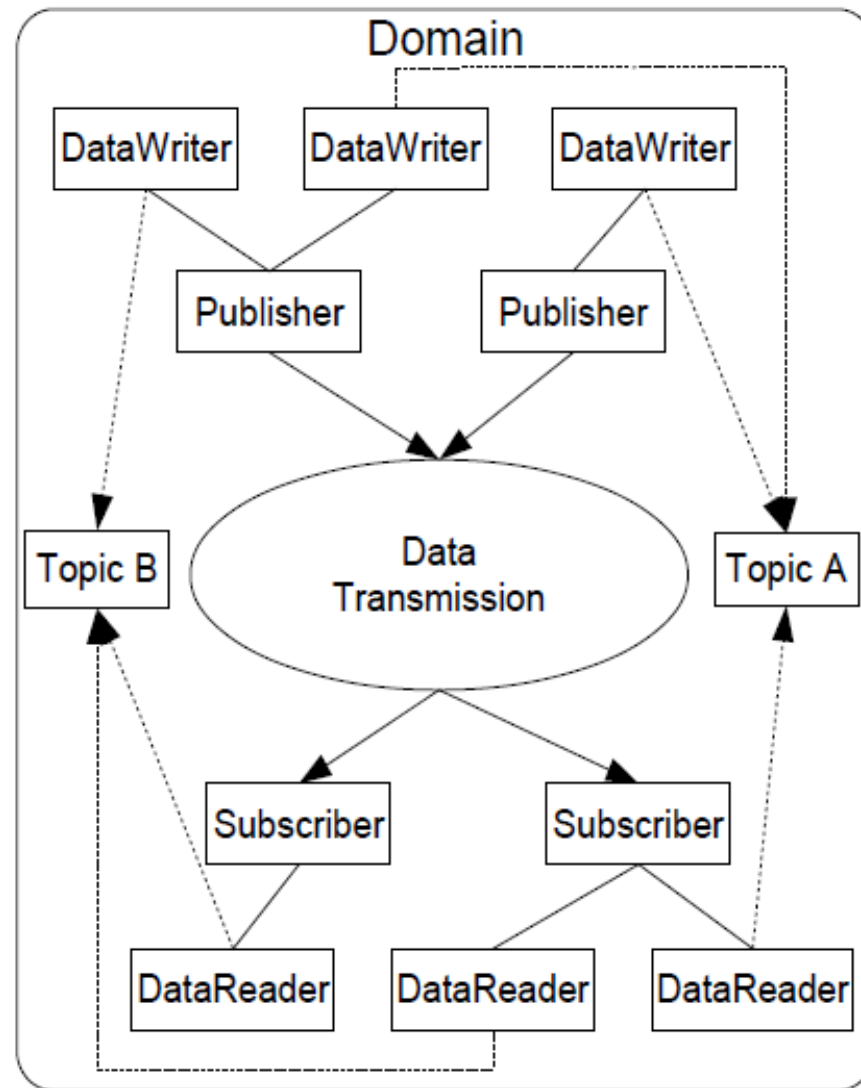 Domain
DataWriter
DataWriter
DataWriter
Publisher
Publisher
Topic B
Data
Transmission
Topic A
Subscriber
Subscriber
DataReader
DataReader
DataReader